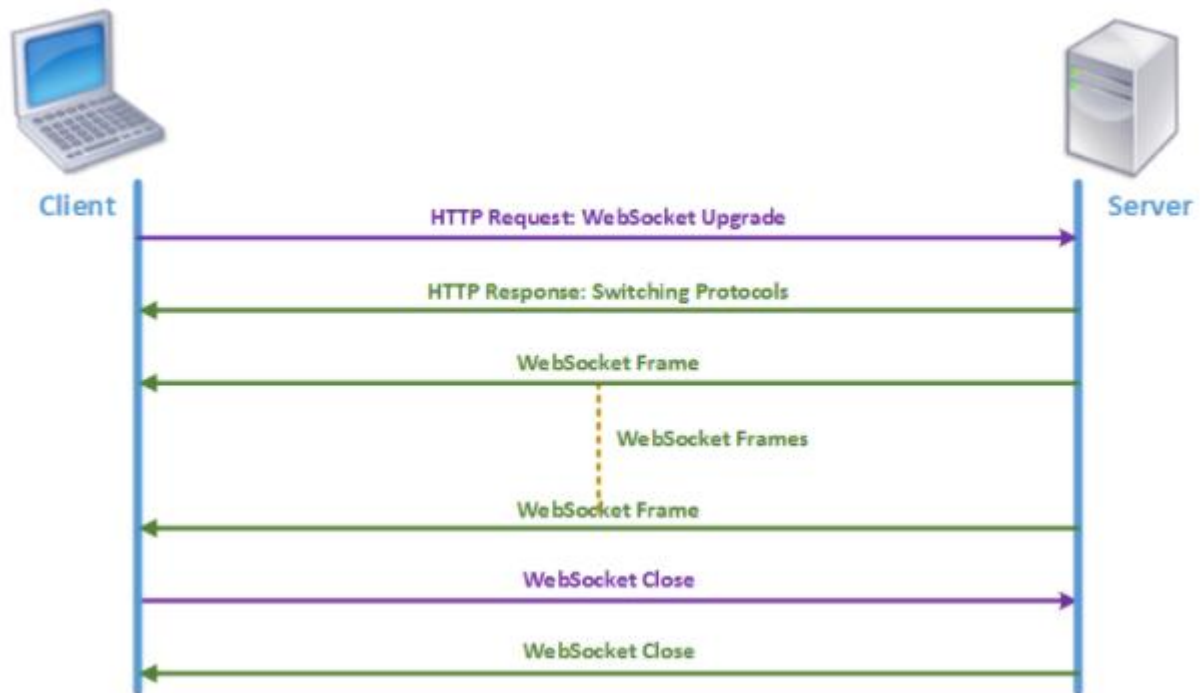 Client
Server
HTTP Request: WebSocket Upgrade
HTTP Response: Switching Protocols
WebSocket Frame
WebSocket Frames
WebSocket Frame
WebSocket Close
WebSocket Close